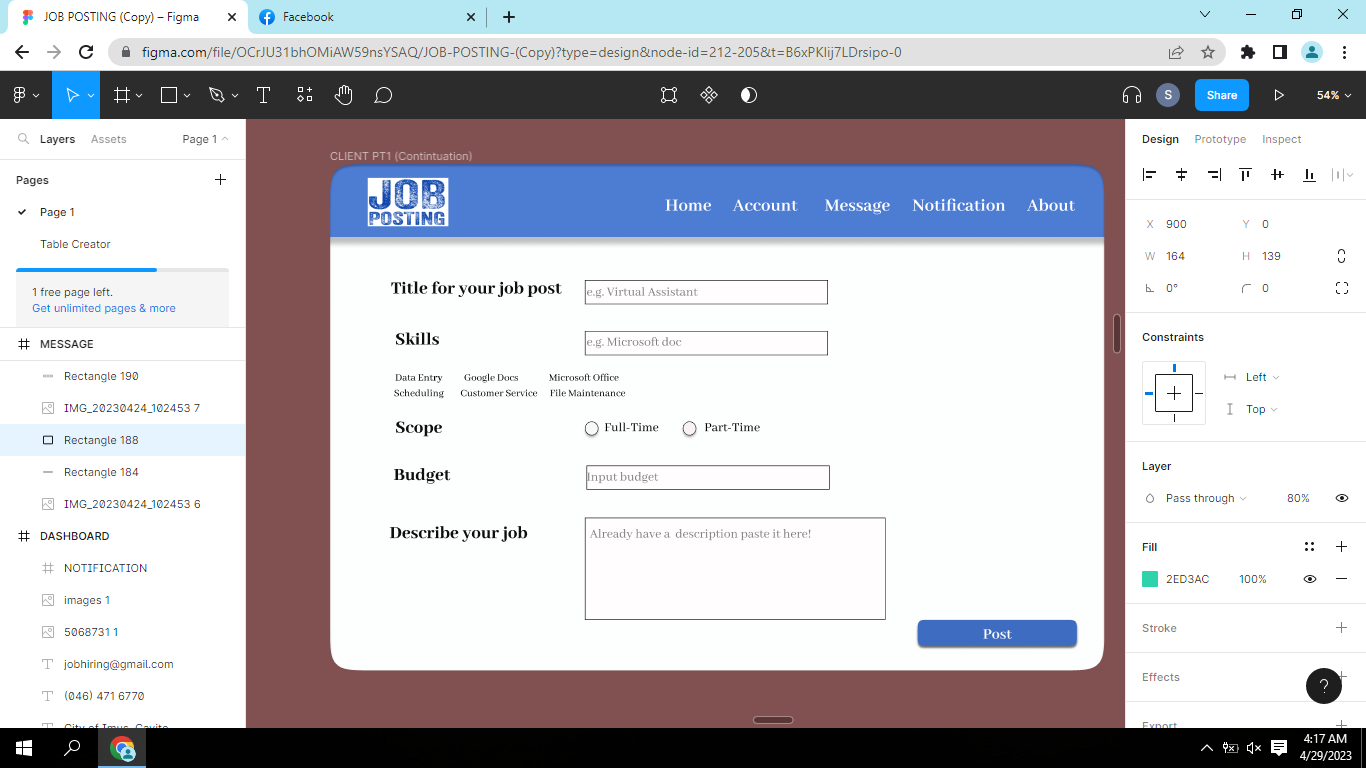 JOB POSTING (Copy) – Figma
Facebook
figma.com/file/OCrJU31bhOMiAW59nsYSAQ/JOB-POSTING-(Copy)?type=design&node-id=212-205&t=B6xPKlij7LDrsipo-0
S
Share
54%
Layers
Assets
Page 1
Pages
Page 1
Table Creator
1 free page left.
Get unlimited pages & more
MESSAGE
Rectangle 190
IMG_20230424_102453 7
Rectangle 188
Rectangle 184
IMG_20230424_102453 6
DASHBOARD
NOTIFICATION
images 1
5068731 1
jobhiring@gmail.com
(046) 471 6770
City of Imus, Cavite
CLIENT PT1 (Contintuation)
JOB
POSTING
Home
Account
Message
Notification
About
Title for your job post
e.g. Virtual Assistant
Skills
e.g. Microsoft doc
Data Entry
Google Docs
Microsoft Office
Scheduling
Customer Service
File Maintenance
Scope
Full-Time
Part-Time
Budget
Input budget
Describe your job
Already have a  description paste it here!
Post
Design
Prototype
Inspect
X
900
Y
0
W
164
H
139
0°
0
Constraints
Left
Top
Layer
Pass through
80%
Fill
2ED3AC
100%
Stroke
Effects
?
Export
4:17 AM
4/29/2023